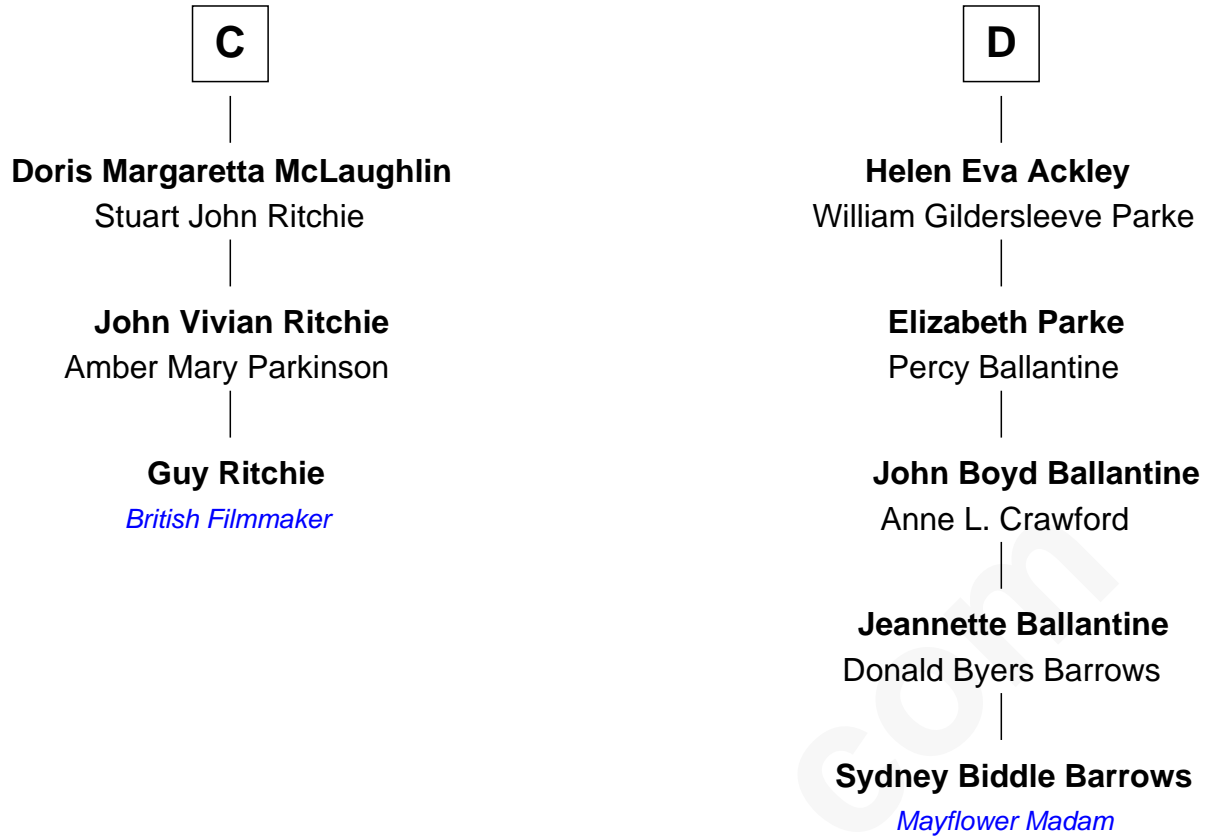 C
Doris Margaretta McLaughlin
Stuart John Ritchie
John Vivian Ritchie
Amber Mary Parkinson
Guy Ritchie
British Filmmaker
D
Helen Eva Ackley
William Gildersleeve Parke
Elizabeth Parke
Percy Ballantine
John Boyd Ballantine
Anne L. Crawford
Jeannette Ballantine
Donald Byers Barrows
Sydney Biddle Barrows
Mayflower Madam
com